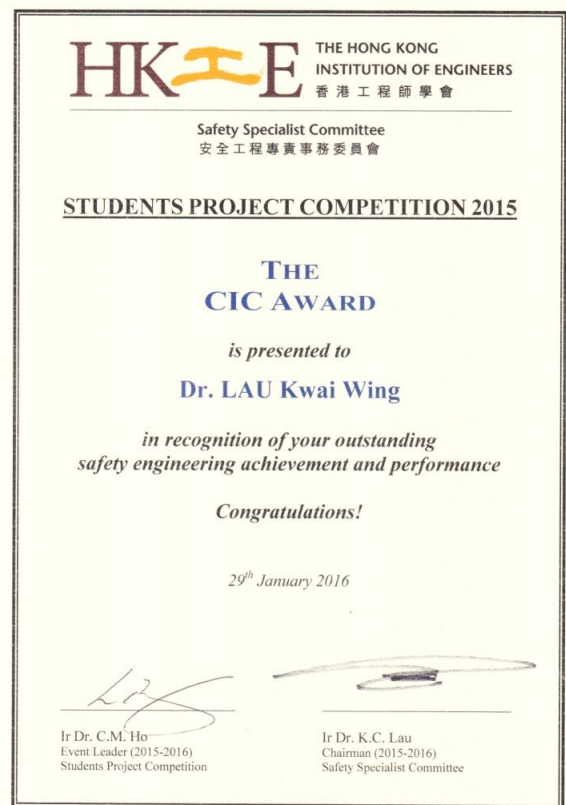 HKIE
THE HONG KONG
INSTITUTION OF ENGINEERS
香港工程師學會
Safety Specialist Committee
安全工程專責事務委員會
STUDENTS PROJECT COMPETITION 2015
THE
CIC AWARD
is presented to
Dr. LAU Kwai Wing
in recognition of your outstanding
safety engineering achievement and performance
Congratulations!
29th January 2016
Ir Dr. C.M. Ho
Event Leader (2015-2016)
Students Project Competition
Ir Dr. K.C. Lau
Chairman (2015-2016)
Safety Specialist Committee